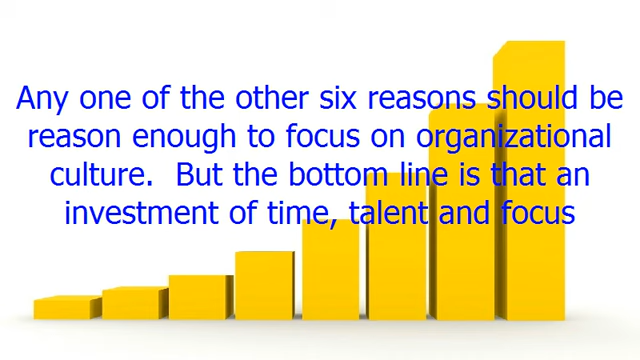 Any one of the other six reasons should be
reason enough to focus on organizational
culture.  But the bottom line is that an
investment of time, talent and focus